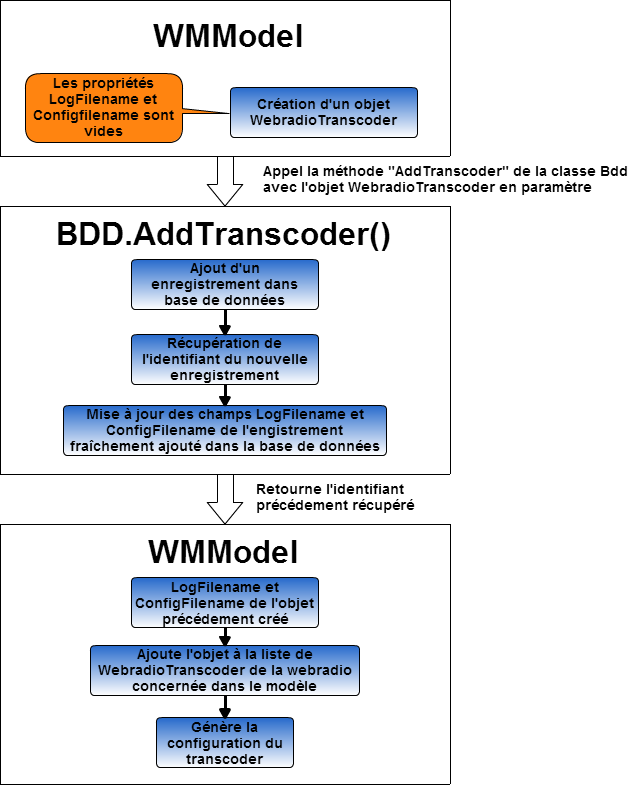 WMModel
Les propriétés
LogFilename et
Configfilename sont
vides
Création d'un objet
WebradioTranscoder
Appel la méthode "AddTranscoder" de la classe Bdd
avec l'objet WebradioTranscoder en paramètre
BDD.AddTranscoder()
Ajout d'un
enregistrement dans
base de données
Récupération de
l'identifiant du nouvelle
enregistrement
Mise à jour des champs LogFilename et
ConfigFilename de l'engistrement
fraîchement ajouté dans la base de données
Retourne l'identifiant
précédement récupéré
WMModel
LogFilename et
ConfigFilename de l'objet
précédement créé
Ajoute l'objet à la liste de
WebradioTranscoder de la webradio
concernée dans le modèle
Génère la
configuration du
transcoder